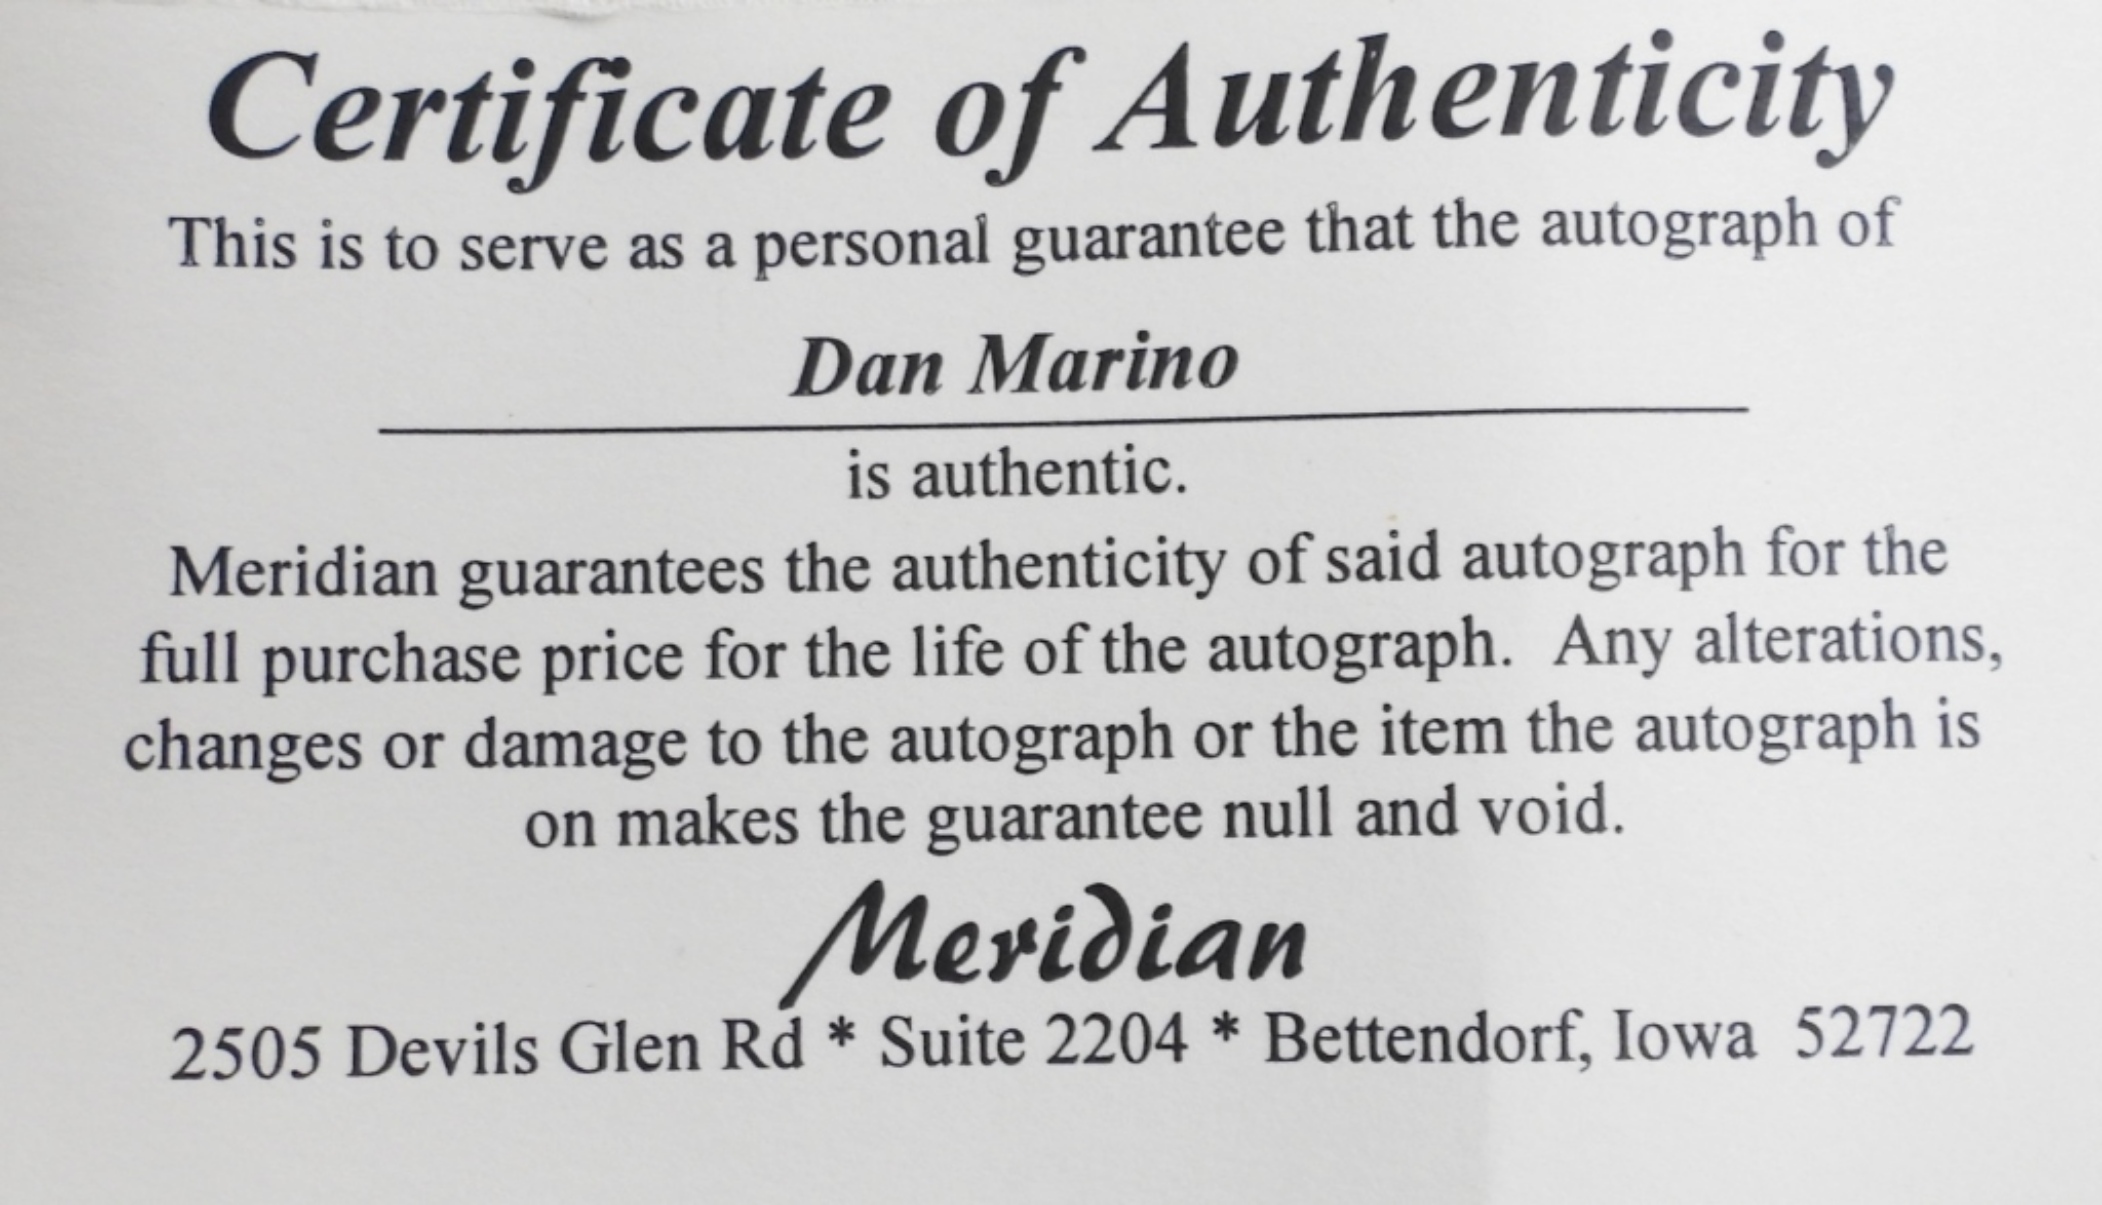 Certificate of Authenticity
This is to serve as a personal guarantee that the autograph of
Dan Marino
is authentic.
Meridian guarantees the authenticity of said autograph for the
full purchase price for the life of the autograph.  Any alterations,
changes or damage to the autograph or the item the autograph is
on makes the guarantee null and void.
Meridian
2505 Devils Glen Rd * Suite 2204 * Bettendorf, Iowa  52722